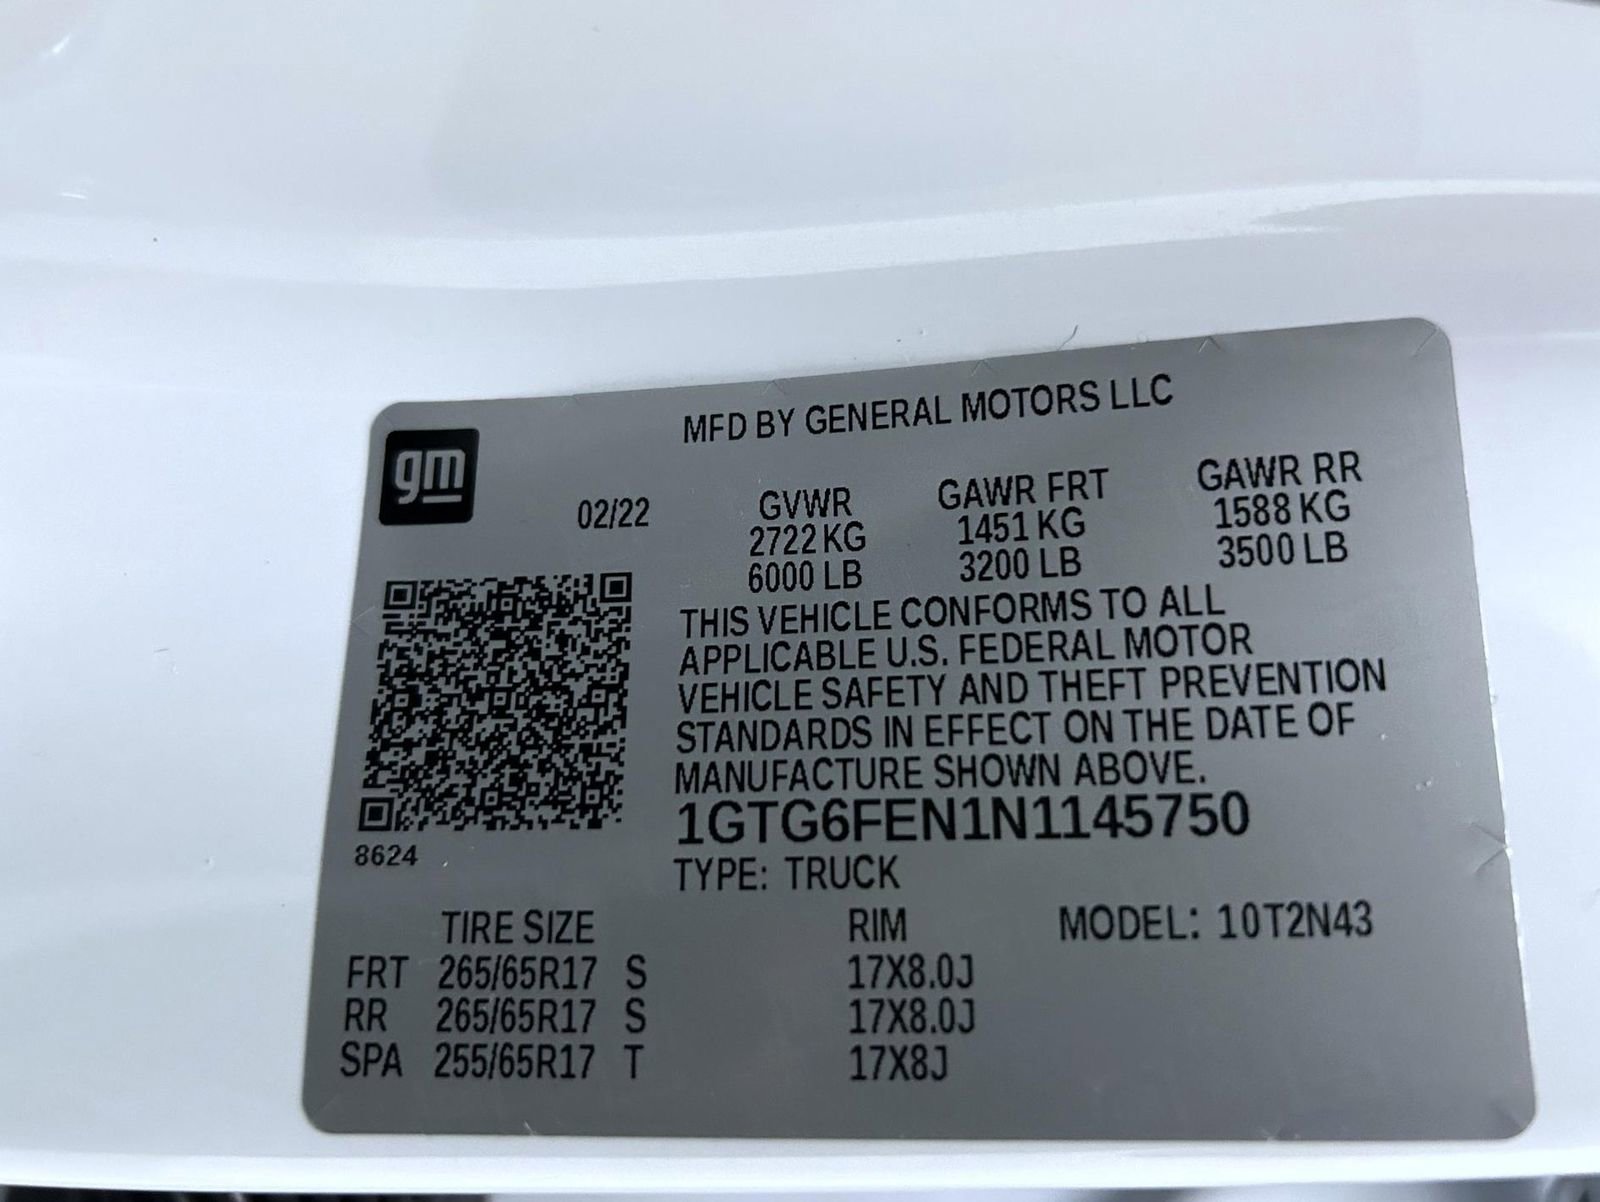 MFD BY GENERAL MOTORS LLC
gm
02/22 GVWR GAWR FRT GAWR RR
2722 KG 1451 KG 1588 KG
6000 LB 3200 LB 3500 LB
THIS VEHICLE CONFORMS TO ALL
APPLICABLE U.S. FEDERAL MOTOR
VEHICLE SAFETY AND THEFT PREVENTION
STANDARDS IN EFFECT ON THE DATE OF
MANUFACTURE SHOWN ABOVE.
1GTG6FEN1N1145750
8624
TYPE: TRUCK
TIRE SIZE RIM MODEL: 10T2N43
FRT 265/65R17 S 17X8.0J
RR 265/65R17 S 17X8.0J
SPA 255/65R17 T 17X8J